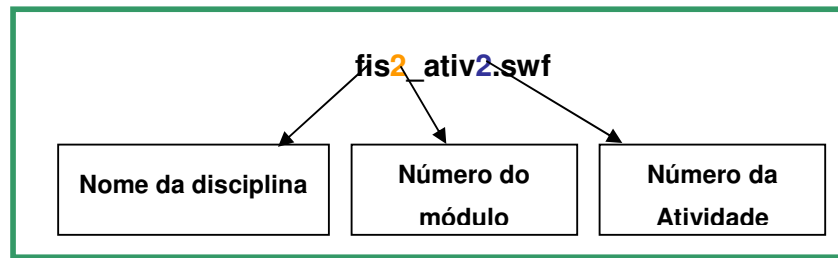 fis2_ativ2.swf
Nome da disciplina
Número do
módulo
Número da
Atividade